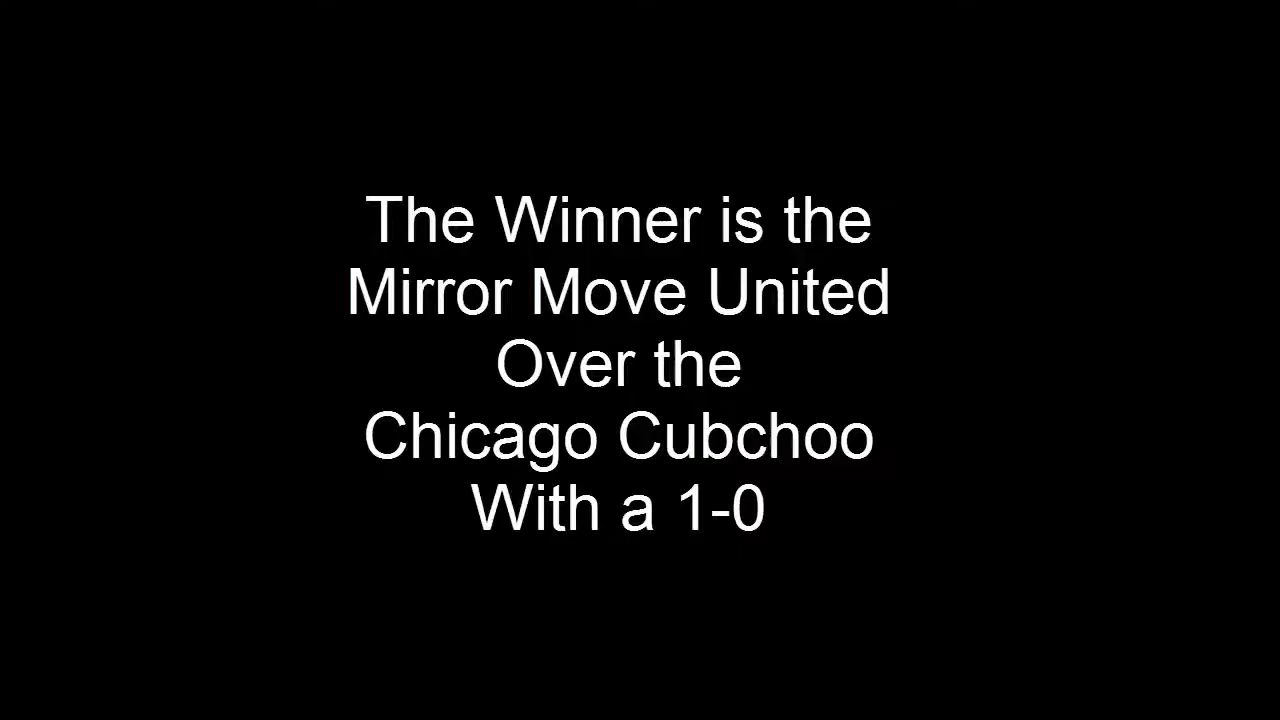 The Winner is the
Mirror Move United
Over the
Chicago Cubchoo
With a 1-0